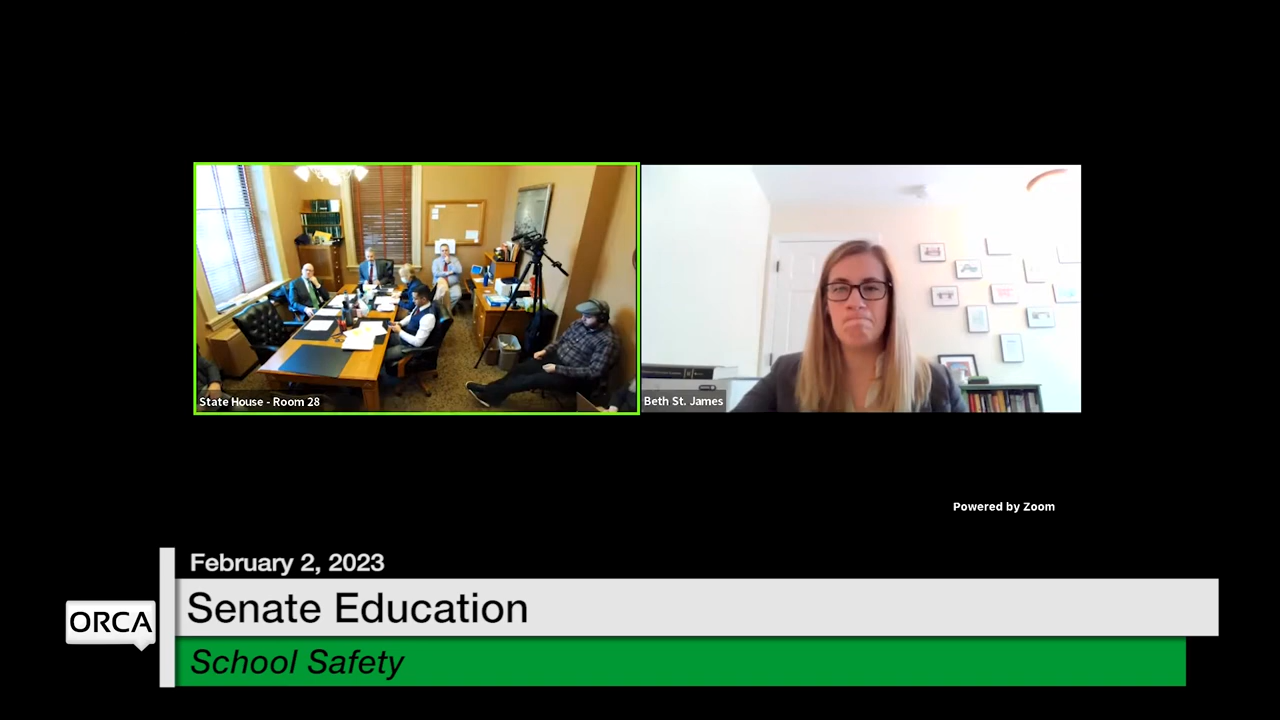 State House - Room 28
Beth St. James
Powered by Zoom
February 2, 2023
Senate Education
ORCA
School Safety